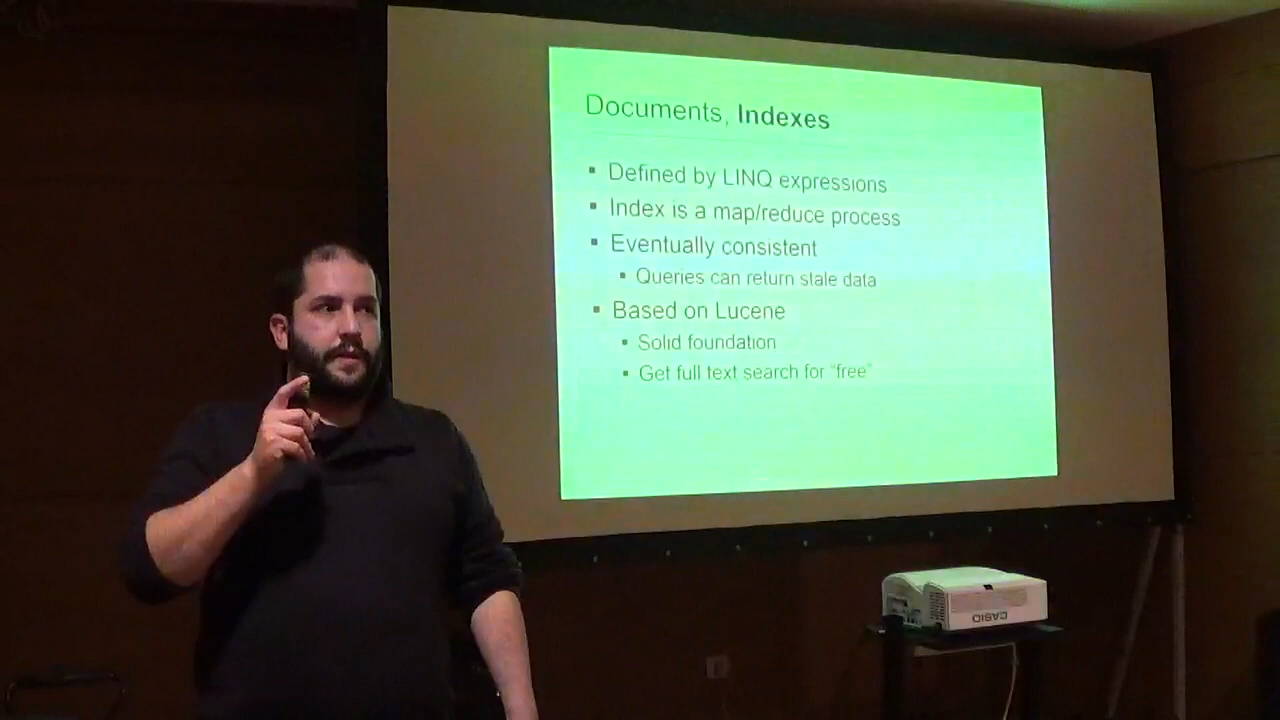 Documents, Indexes
▪ Defined by LINQ expressions
▪ Index is a map/reduce process
▪ Eventually consistent
▪ Queries can return stale data
▪ Based on Lucene
▪ Solid foundation
▪ Get full text search for “free”
CASIO